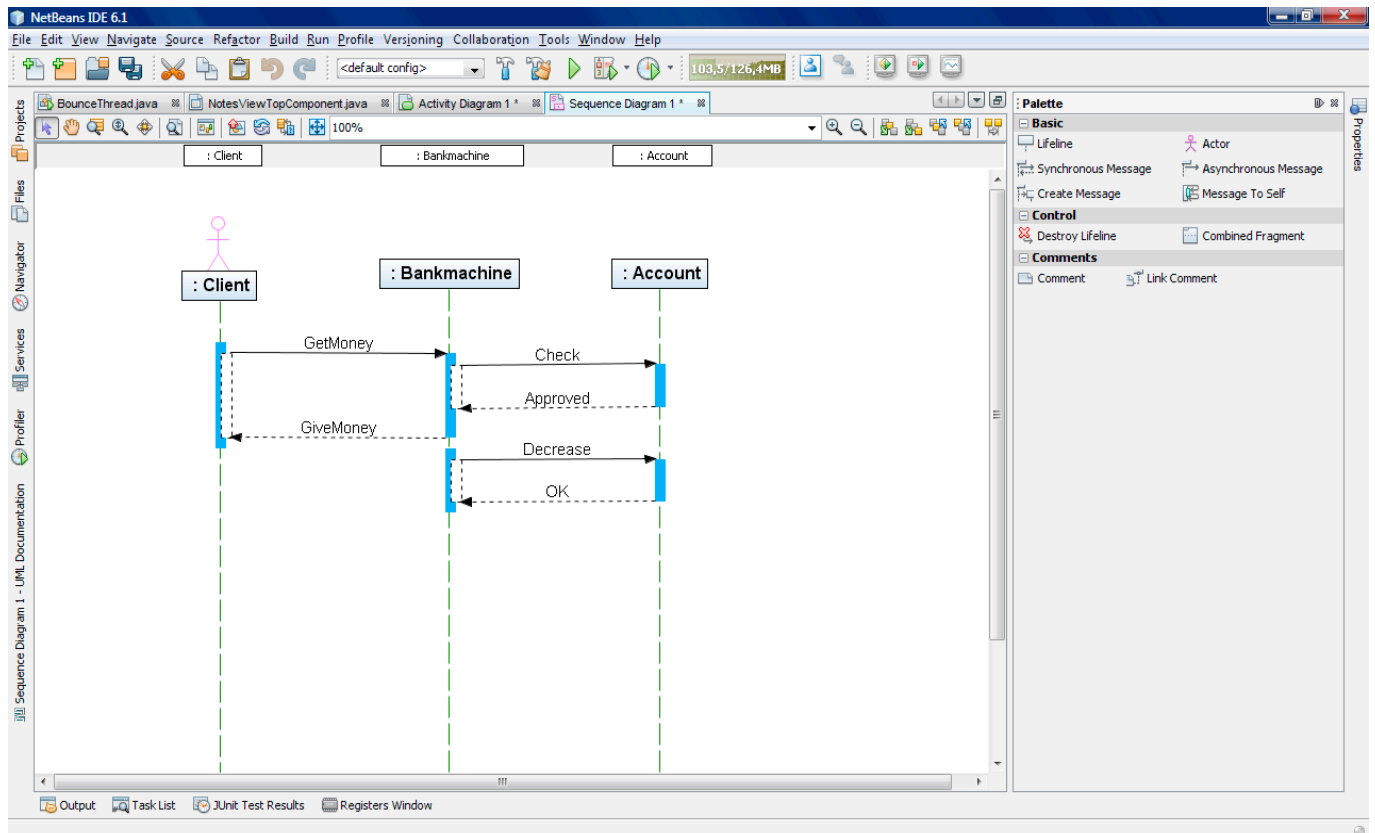 NetBeans IDE 6.1
File Edit View Navigate Source Refactor Build Run Profile Versioning Collaboration Tools Window Help
<default config> 103,5/126,4MB
BounceThread.java NotesViewTopComponent.java Activity Diagram 1 * Sequence Diagram 1 *
100%
: Client : Bankmachine : Account
: Client
: Bankmachine
: Account
GetMoney
Check
Approved
GiveMoney
Decrease
OK
Palette
Basic
Lifeline Actor
Synchronous Message Asynchronous Message
Create Message Message To Self
Control
Destroy Lifeline Combined Fragment
Comments
Comment Link Comment
Properties
Projects
Files
Navigator
Services
Profiler
Sequence Diagram 1 - UML Documentation
Output Task List JUnit Test Results Registers Window